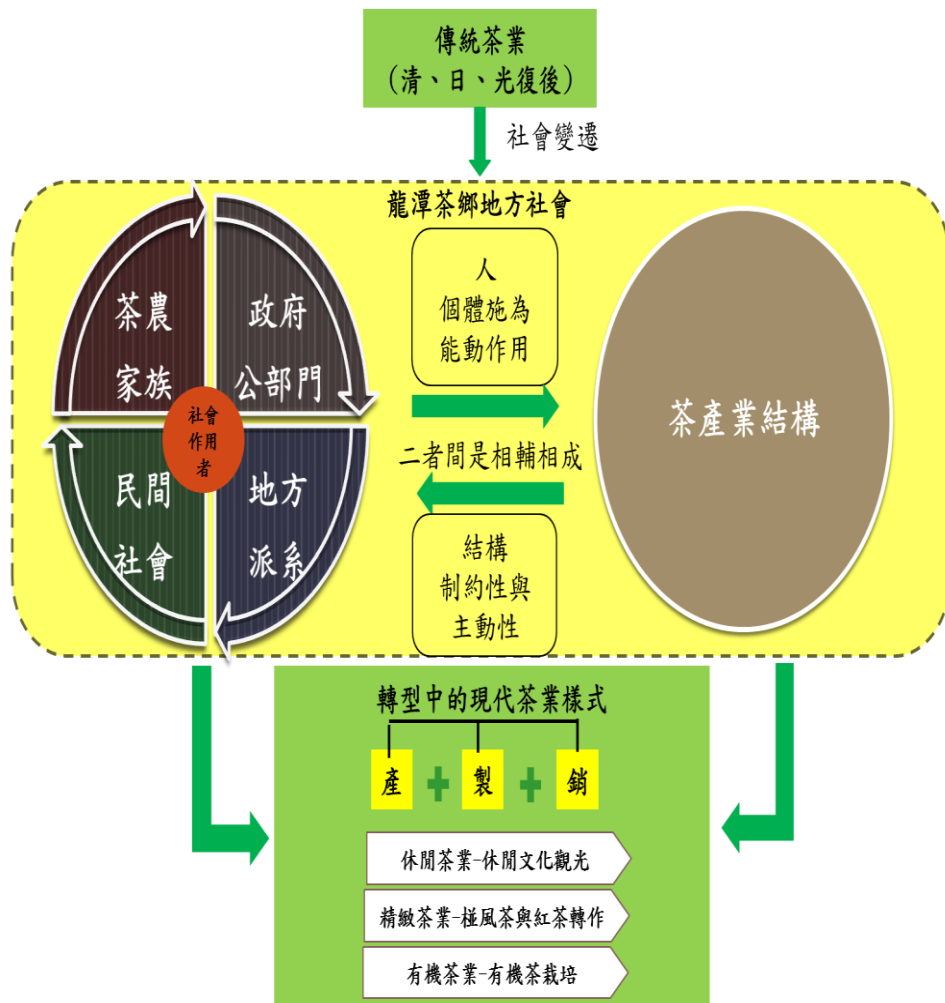 傳統茶業
（清、日、光復後）
社會變遷
龍潭茶鄉地方社會
茶農
家族
政府
公部門
社會
作用
者
民間
社會
地方
派系
人
個體施為
能動作用
二者間是相輔相成
結構
制約性與
主動性
茶產業結構
轉型中的現代茶業樣式
產
製
銷
休閒茶業-休閒文化觀光
精緻茶業-椪風茶與紅茶轉作
有機茶業-有機茶栽培